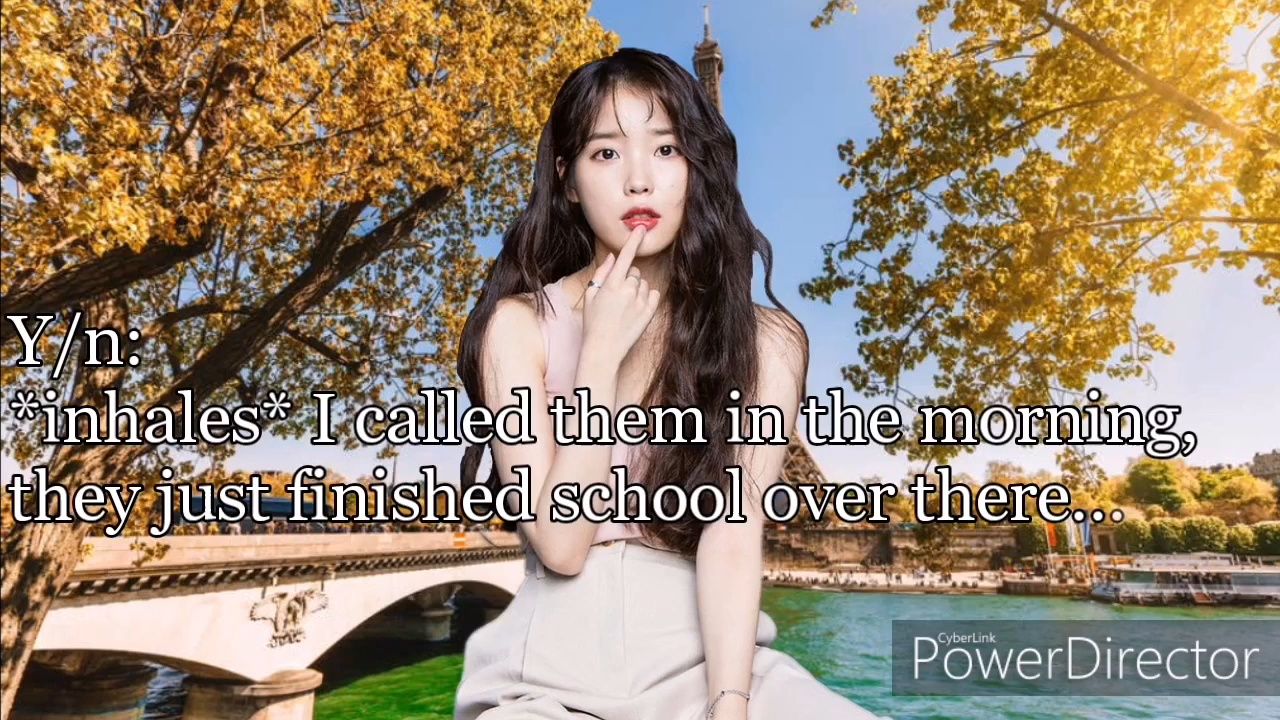 Y/n:
*inhales* I called them in the morning,
they just finished school over there...
CyberLink
PowerDirector